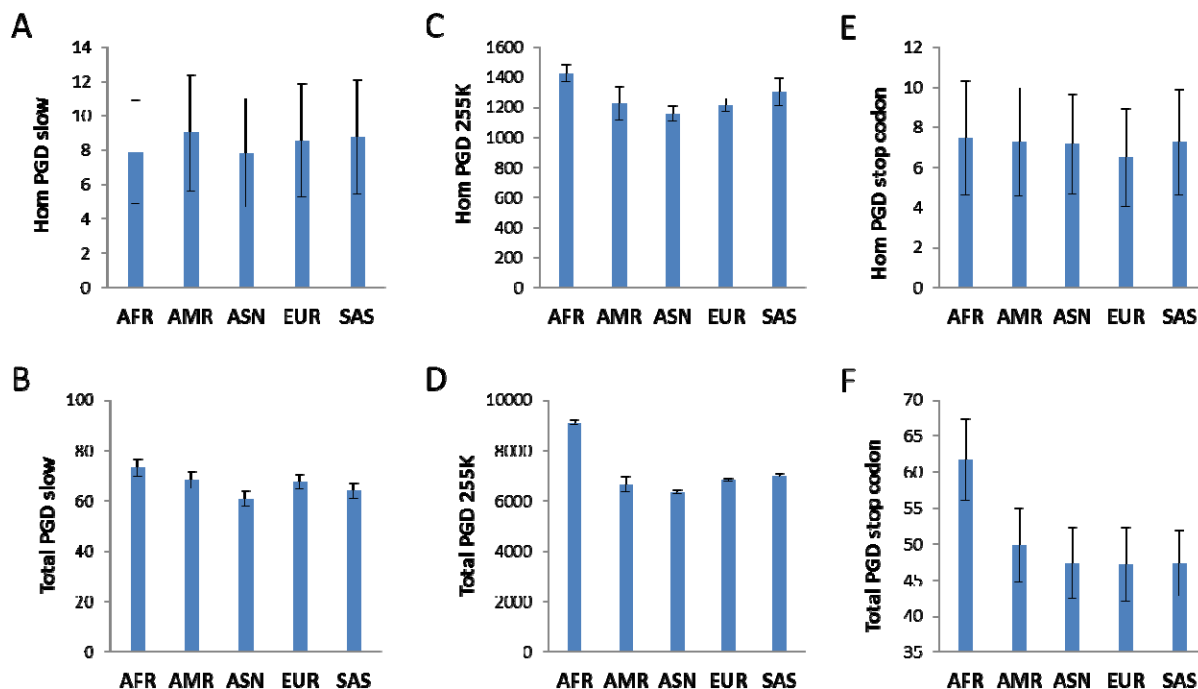 A
Hom PGD slow
14
12
10
8
6
4
2
0
AFR AMR ASN EUR SAS
C
Hom PGD 255K
1600
1400
1200
1000
800
600
400
200
0
AFR AMR ASN EUR SAS
E
Hom PGD stop codon
12
10
8
6
4
2
0
AFR AMR ASN EUR SAS
B
Total PGD slow
100
80
60
40
20
0
AFR AMR ASN EUR SAS
D
Total PGD 255K
10000
8000
6000
4000
2000
0
AFR AMR ASN EUR SAS
F
Total PGD stop codon
70
65
60
55
50
45
40
35
AFR AMR ASN EUR SAS